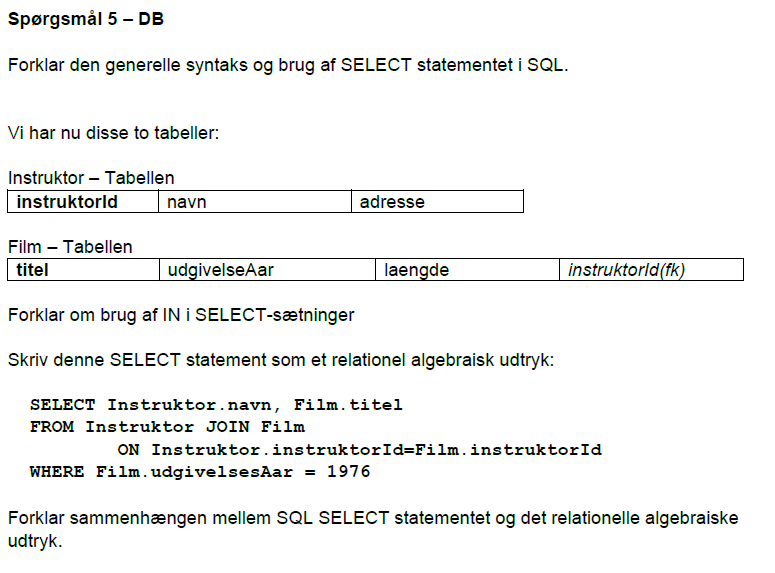 Spørgsmål 5 – DB
Forklar den generelle syntaks og brug af SELECT statementet i SQL.
Vi har nu disse to tabeller:
Instruktor – Tabellen
instruktorId navn adresse
Film – Tabellen
titel udgivelseAar laengde instruktorId(fk)
Forklar om brug af IN i SELECT-sætninger
Skriv denne SELECT statement som et relationel algebraisk udtryk:
SELECT Instruktor.navn, Film.titel
FROM Instruktor JOIN Film
ON Instruktor.instruktorId=Film.instruktorId
WHERE Film.udgivelsesAar = 1976
Forklar sammenhængen mellem SQL SELECT statementet og det relationelle algebraiske
udtryk.